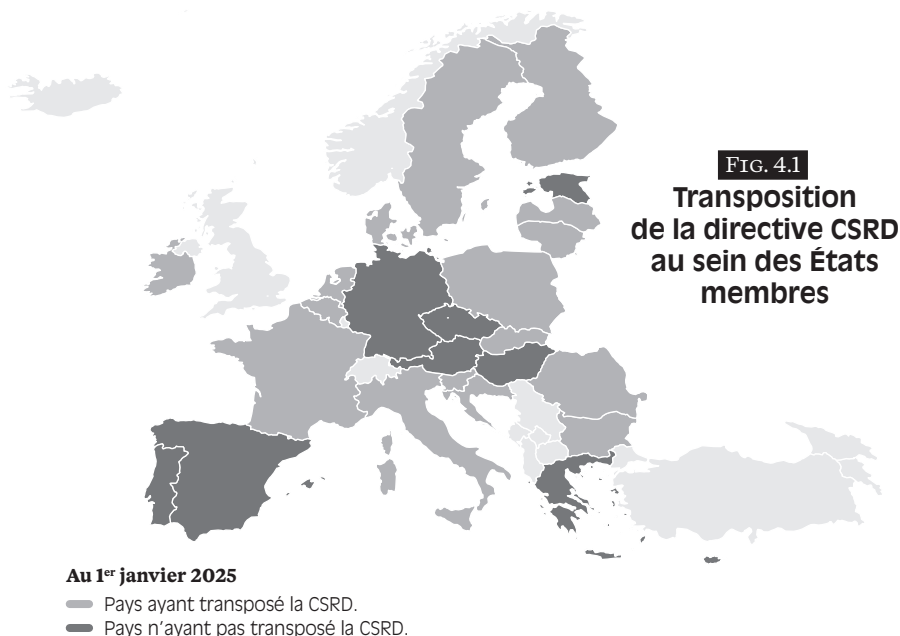 FIG. 4.1
Transposition
de la directive CSRD
au sein des États
membres
Au 1er janvier 2025
Pays ayant transposé la CSRD.
Pays n'ayant pas transposé la CSRD.